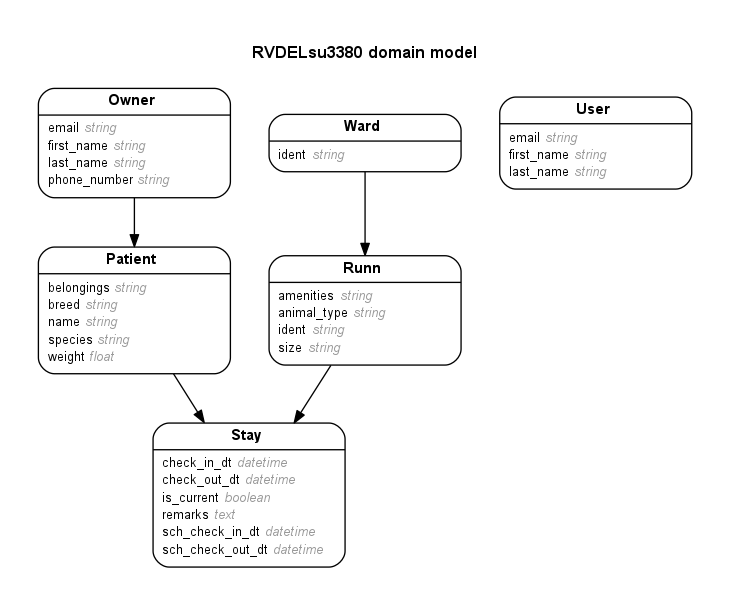 RVDELsu3380 domain model
Owner
email string
first_name string
last_name string
phone_number string
Ward
ident string
User
email string
first_name string
last_name string
Patient
belongings string
breed string
name string
species string
weight float
Runn
amenities string
animal_type string
ident string
size string
Stay
check_in_dt datetime
check_out_dt datetime
is_current boolean
remarks text
sch_check_in_dt datetime
sch_check_out_dt datetime